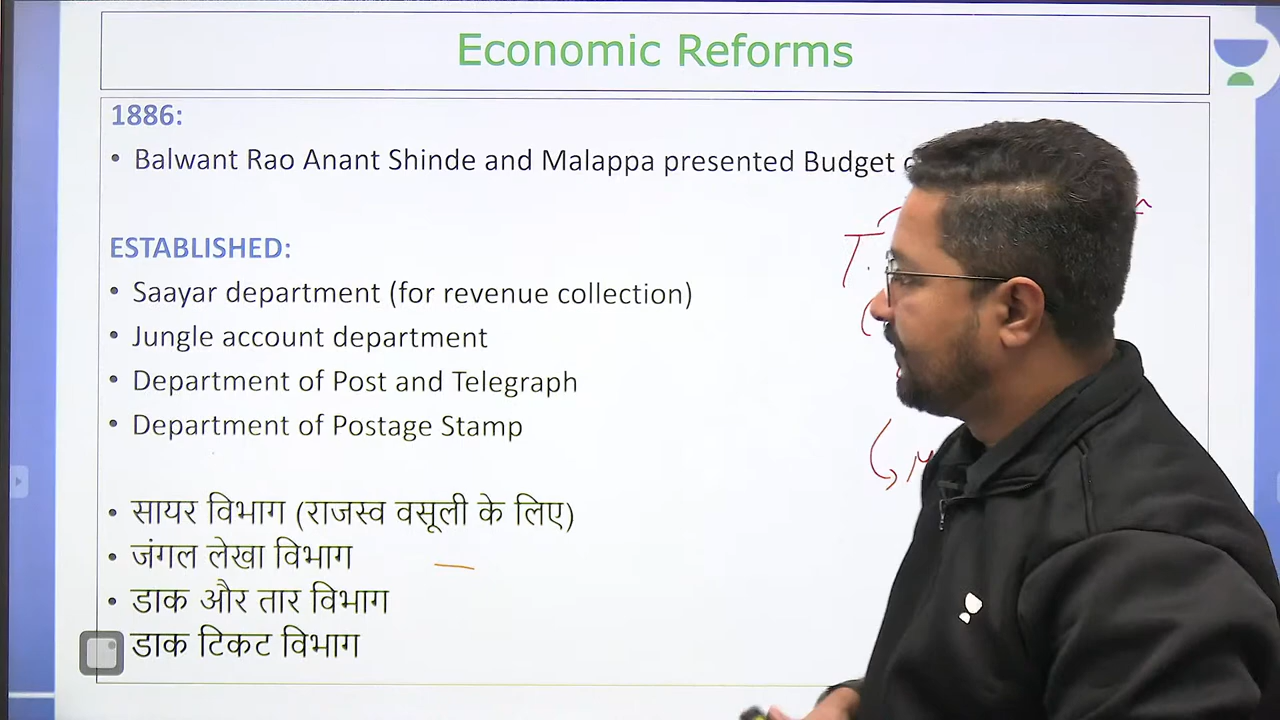 Economic Reforms
1886:
• Balwant Rao Anant Shinde and Malappa presented Budget
ESTABLISHED:
• Saayar department (for revenue collection)
• Jungle account department
• Department of Post and Telegraph
• Department of Postage Stamp
• सायर विभाग (राजस्व वसूली के लिए)
• जंगल लेखा विभाग
• डाक और तार विभाग
• डाक टिकट विभाग